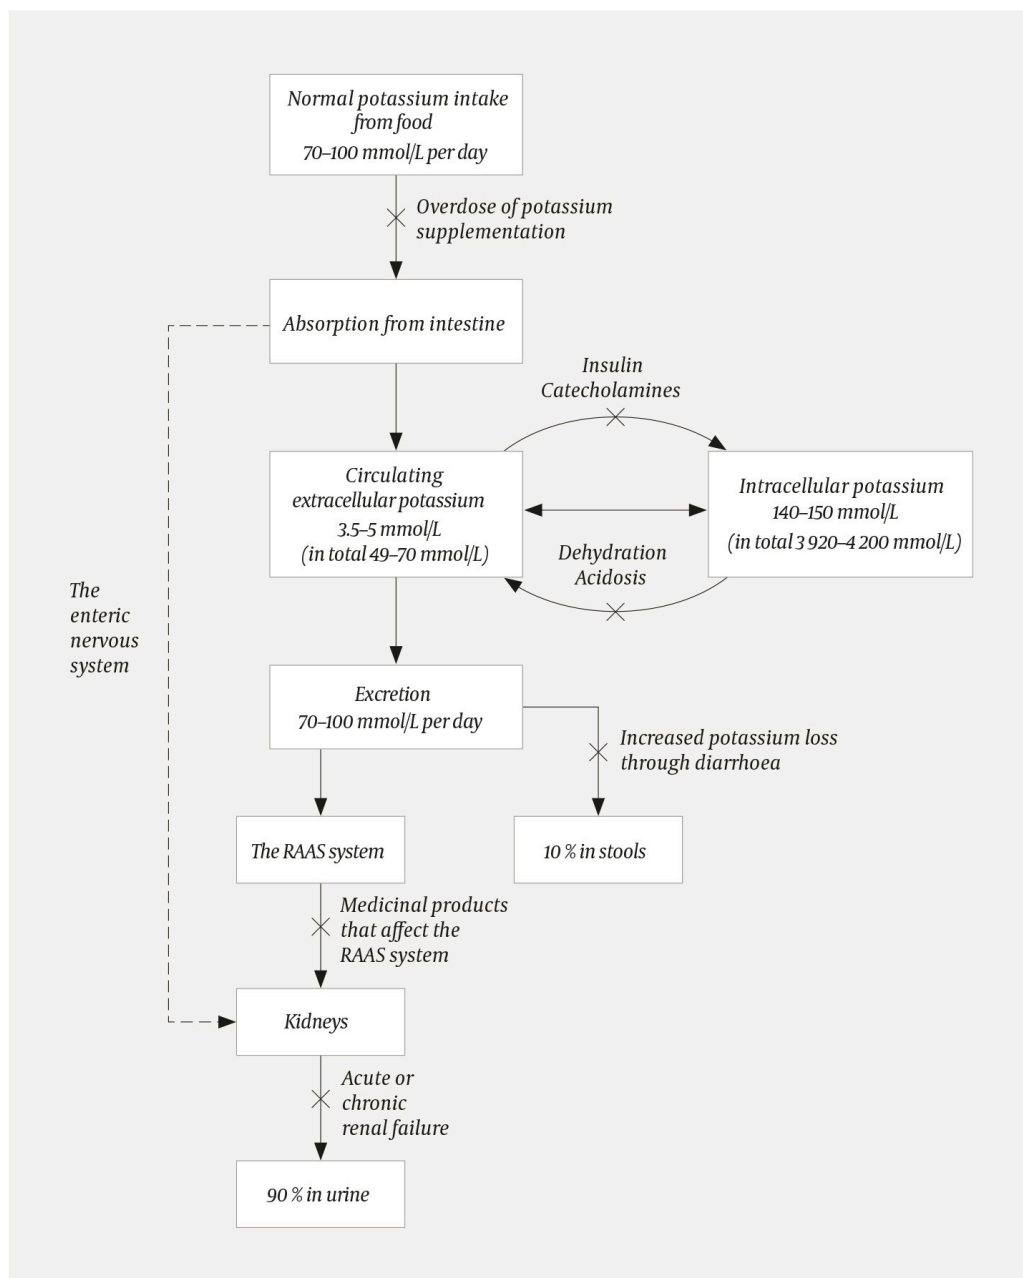 Normal potassium intake
from food
70–100 mmol/L per day
Overdose of potassium
supplementation
Absorption from intestine
Insulin
Catecholamines
Circulating
extracellular potassium
3.5–5 mmol/L
(in total 49–70 mmol/L)
Intracellular potassium
140–150 mmol/L
(in total 3 920–4 200 mmol/L)
Dehydration
Acidosis
The
enteric
nervous
system
Excretion
70–100 mmol/L per day
Increased potassium loss
through diarrhoea
The RAAS system
10 % in stools
Medicinal products
that affect the
RAAS system
Kidneys
Acute or
chronic
renal failure
90 % in urine